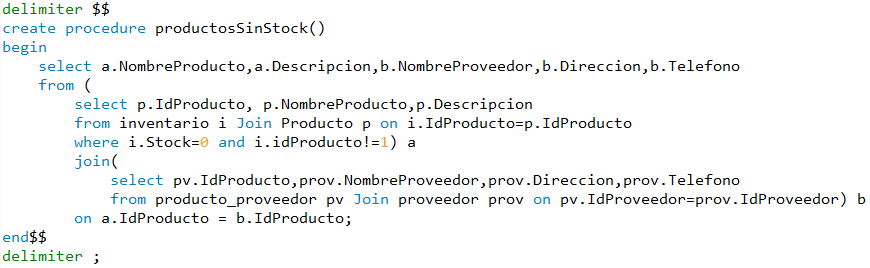 delimiter $$
create procedure productosSinStock()
begin
    select a.NombreProducto,a.Descripcion,b.NombreProveedor,b.Direccion,b.Telefono
    from (
        select p.IdProducto, p.NombreProducto,p.Descripcion
        from inventario i Join Producto p on i.IdProducto=p.IdProducto
        where i.Stock=0 and i.idProducto!=1) a
        join(
            select pv.IdProducto,prov.NombreProveedor,prov.Direccion,prov.Telefono
            from producto_proveedor pv Join proveedor prov on pv.IdProveedor=prov.IdProveedor) b
        on a.IdProducto = b.IdProducto;
end$$
delimiter ;